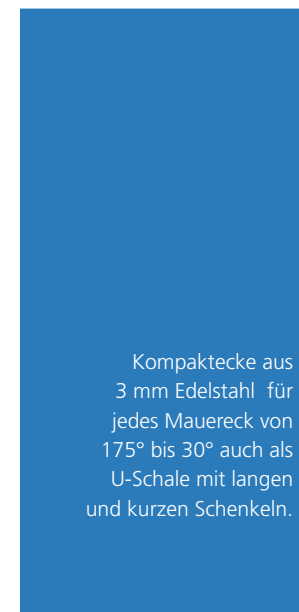 Kompaktecke aus
3 mm Edelstahl für
jedes Mauereck von
175° bis 30° auch als
U-Schale mit langen
und kurzen Schenkeln.